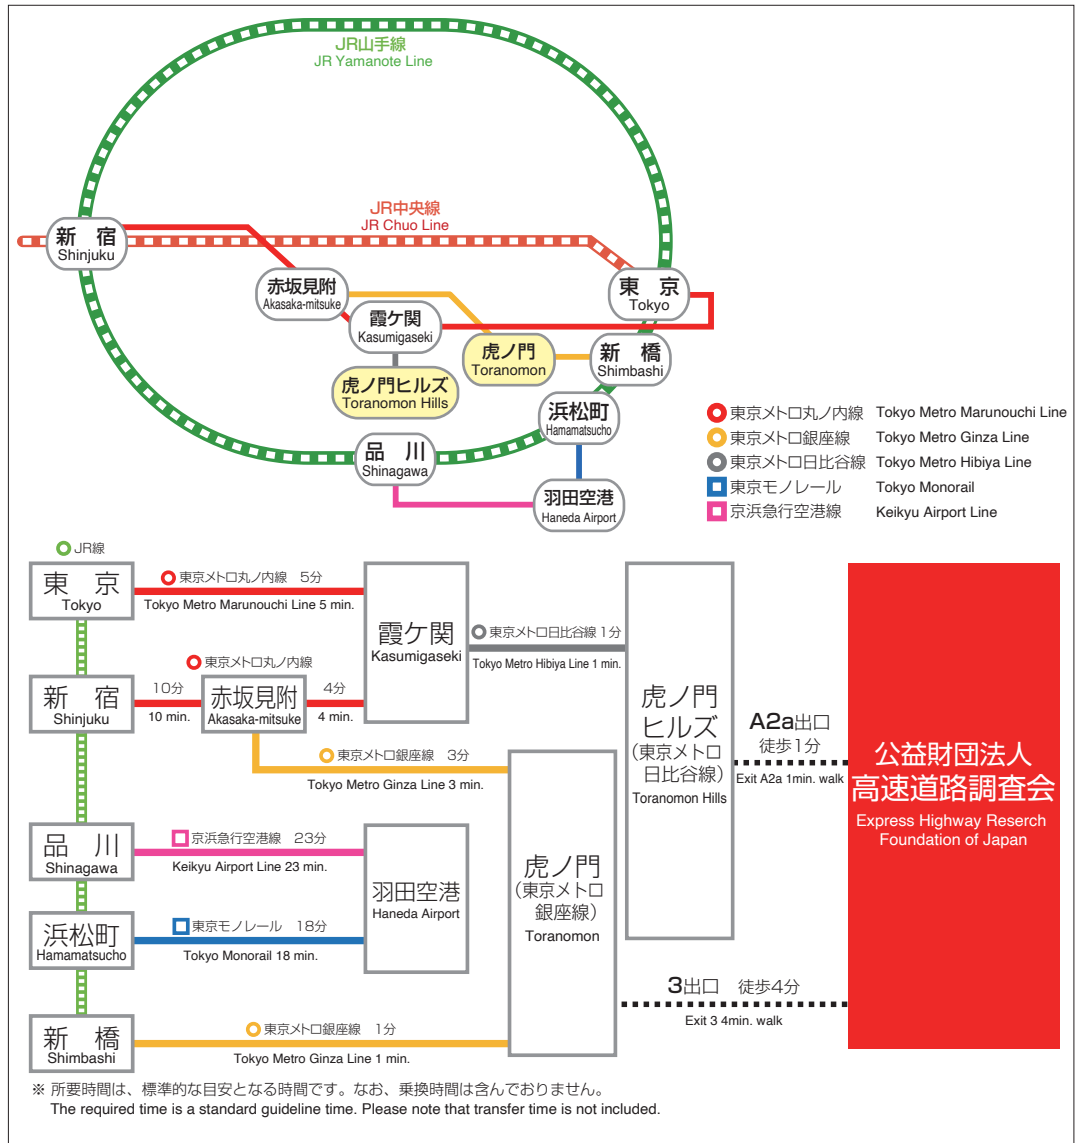 JR山手線
JR Yamanote Line
JR中央線
JR Chuo Line
新 宿
Shinjuku
赤坂見附
Akasaka-mitsuke
東 京
Tokyo
霞ケ関
Kasumigaseki
虎ノ門
Toranomon
新 橋
Shimbashi
虎ノ門ヒルズ
Toranomon Hills
浜松町
Hamamatsucho
品 川
Shinagawa
羽田空港
Haneda Airport
東京メトロ丸ノ内線 Tokyo Metro Marunouchi Line
東京メトロ銀座線 Tokyo Metro Ginza Line
東京メトロ日比谷線 Tokyo Metro Hibiya Line
東京モノレール Tokyo Monorail
京浜急行空港線 Keikyu Airport Line
JR線
東 京
Tokyo
東京メトロ丸ノ内線 5分
Tokyo Metro Marunouchi Line 5 min.
霞ケ関
Kasumigaseki
東京メトロ日比谷線 1分
Tokyo Metro Hibiya Line 1 min.
新 宿
Shinjuku
10分
10 min.
東京メトロ丸ノ内線
赤坂見附
Akasaka-mitsuke
4分
4 min.
東京メトロ銀座線 3分
Tokyo Metro Ginza Line 3 min.
虎ノ門
ヒルズ
(東京メトロ
日比谷線)
Toranomon Hills
A2a出口
徒歩1分
Exit A2a 1min. walk
公益財団法人
高速道路調査会
Express Highway Reserch
Foundation of Japan
品 川
Shinagawa
京浜急行空港線 23分
Keikyu Airport Line 23 min.
羽田空港
Haneda Airport
浜松町
Hamamatsucho
東京モノレール 18分
Tokyo Monorail 18 min.
虎ノ門
(東京メトロ
銀座線)
Toranomon
3出口 徒歩4分
Exit 3 4min. walk
新 橋
Shimbashi
東京メトロ銀座線 1分
Tokyo Metro Ginza Line 1 min.
※ 所要時間は、標準的な目安となる時間です。なお、乗換時間は含んでおりません。
The required time is a standard guideline time. Please note that transfer time is not included.